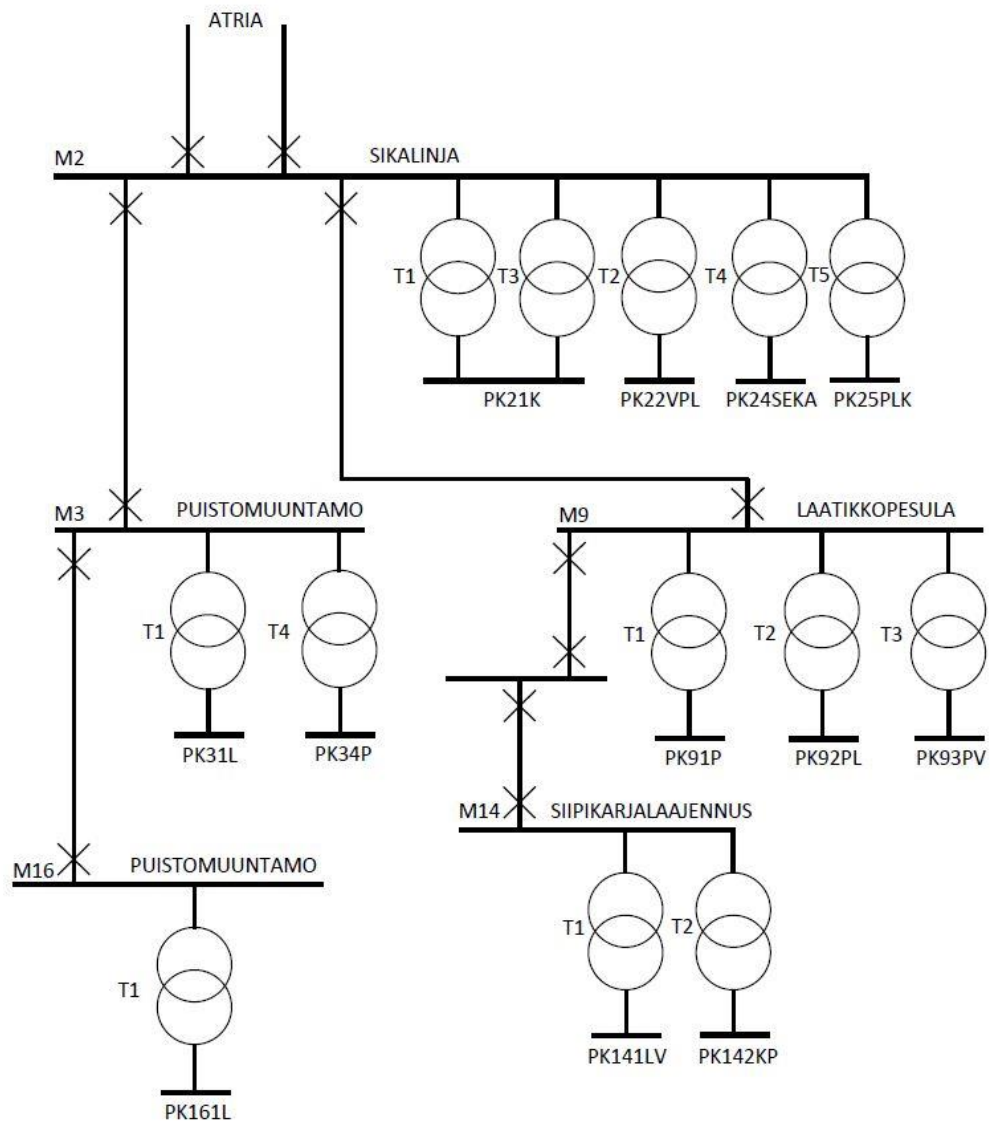 ATRIA
M2 SIKALINJA
T1 T3 T2 T4 T5
PK21K PK22VPL PK24SEKA PK25PLK
M3 PUISTOMUUNTAMO
M9 LAATIKKOPESULA
T1 T4
T1 T2 T3
PK31L PK34P
PK91P PK92PL PK93PV
M14 SIIPIKARJALAAJENNUS
M16 PUISTOMUUNTAMO
T1 T2
T1
PK141LV PK142KP
PK161L